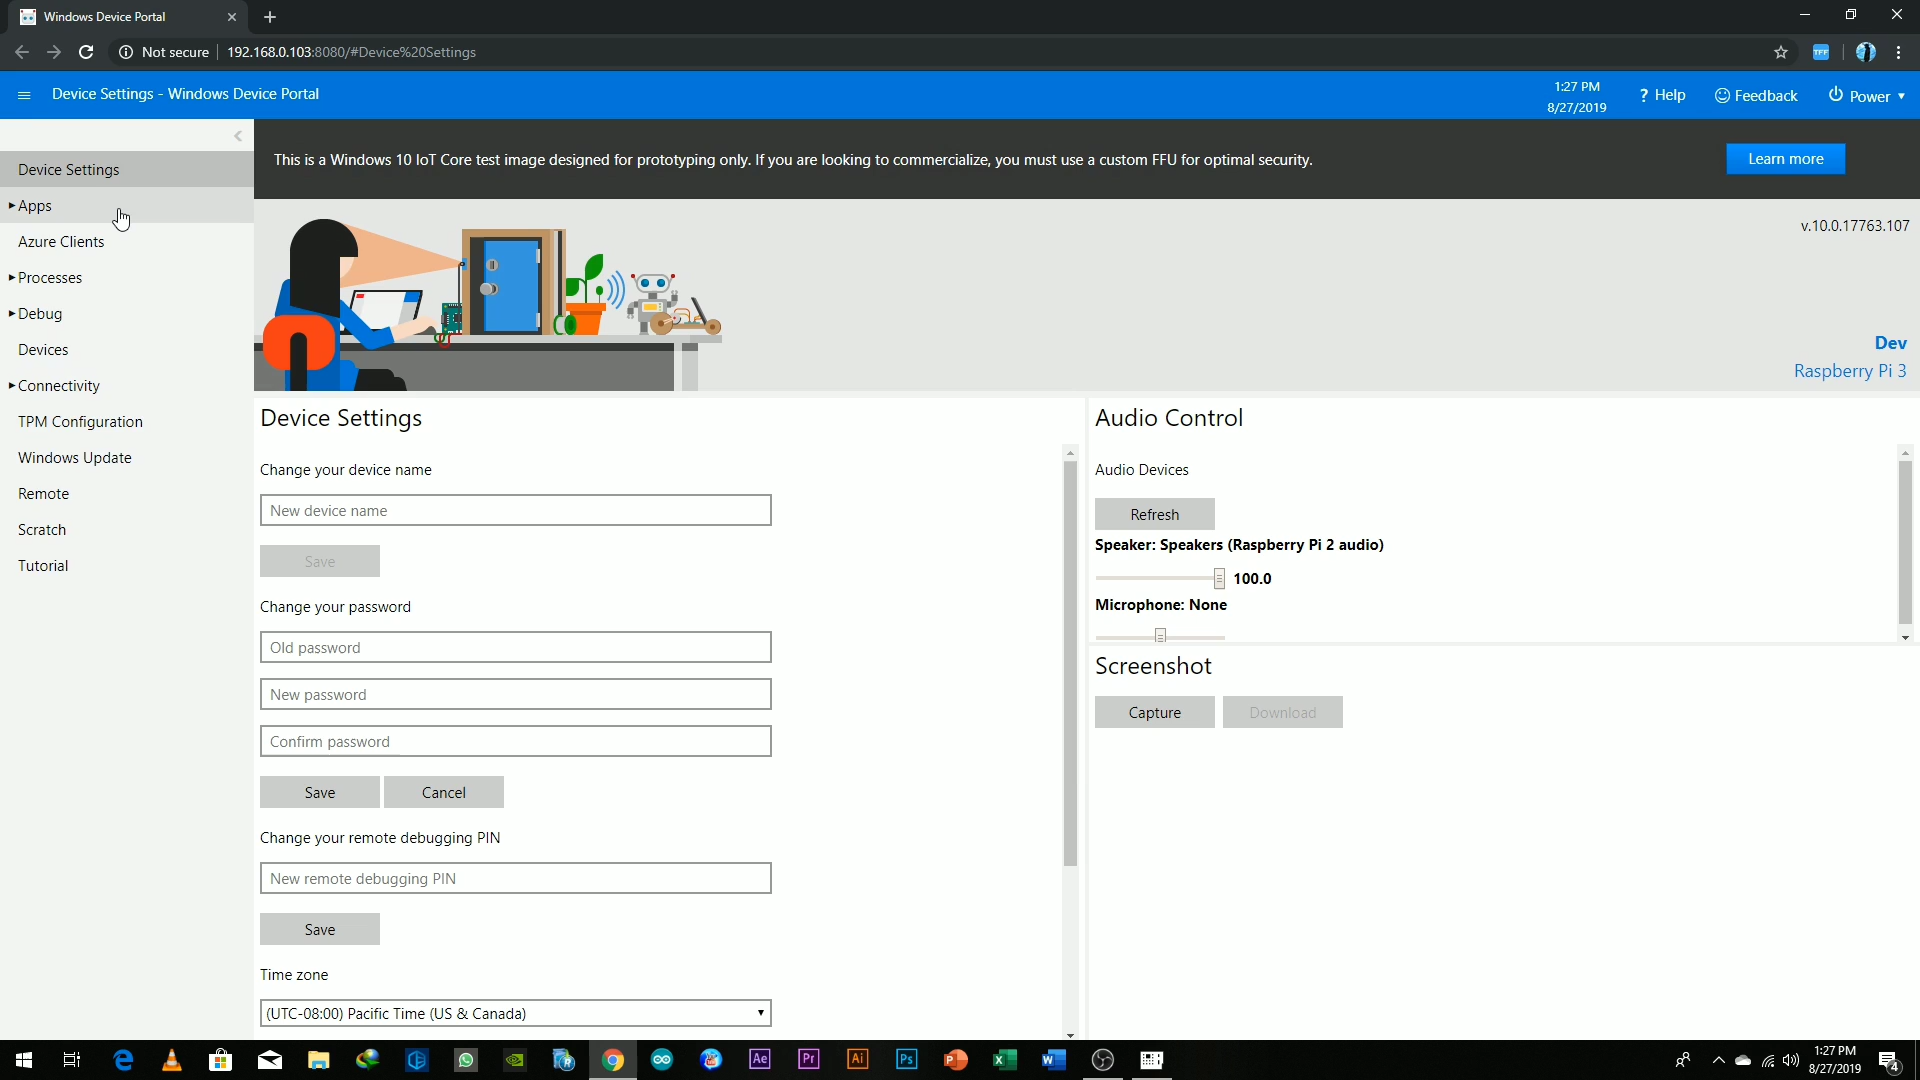 Windows Device Portal
Not secure
192.168.0.103:8080/#Device%20Settings
TFF
Device Settings - Windows Device Portal
1:27 PM
8/27/2019
? Help
Feedback
Power
This is a Windows 10 IoT Core test image designed for prototyping only. If you are looking to commercialize, you must use a custom FFU for optimal security.
Learn more
Device Settings
Apps
Azure Clients
Processes
Debug
Devices
Connectivity
TPM Configuration
Windows Update
Remote
Scratch
Tutorial
v.10.0.17763.107
Dev
Raspberry Pi 3
Device Settings
Change your device name
New device name
Save
Change your password
Old password
New password
Confirm password
Save
Cancel
Change your remote debugging PIN
New remote debugging PIN
Save
Time zone
(UTC-08:00) Pacific Time (US & Canada)
Audio Control
Audio Devices
Refresh
Speaker: Speakers (Raspberry Pi 2 audio)
100.0
Microphone: None
Screenshot
Capture
Download
Ae
Pr
Ai
Ps
1:27 PM
8/27/2019
4